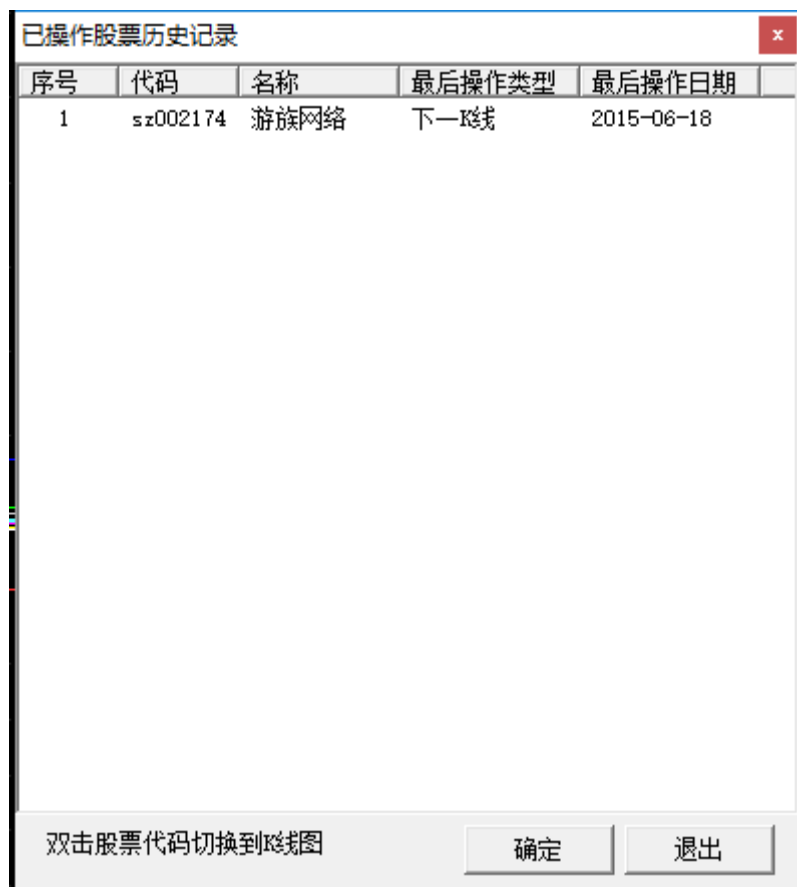 已操作股票历史记录
x
序号 代码 名称 最后操作类型 最后操作日期
1 sz002174 游族网络 下一K线 2015-06-18
双击股票代码切换到K线图 确定 退出